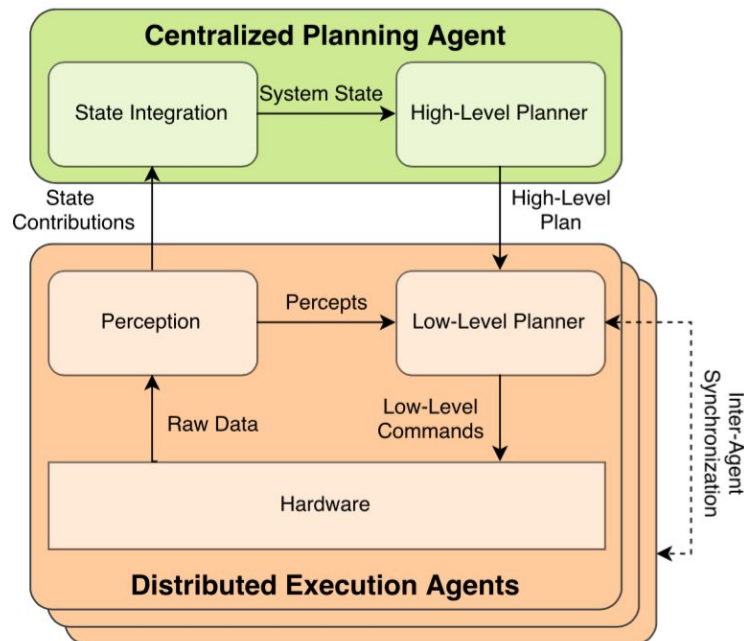 Centralized Planning Agent
State Integration
System State
High-Level Planner
State
Contributions
High-Level
Plan
Perception
Percepts
Low-Level Planner
Raw Data
Low-Level
Commands
Inter-Agent
Synchronization
Hardware
Distributed Execution Agents